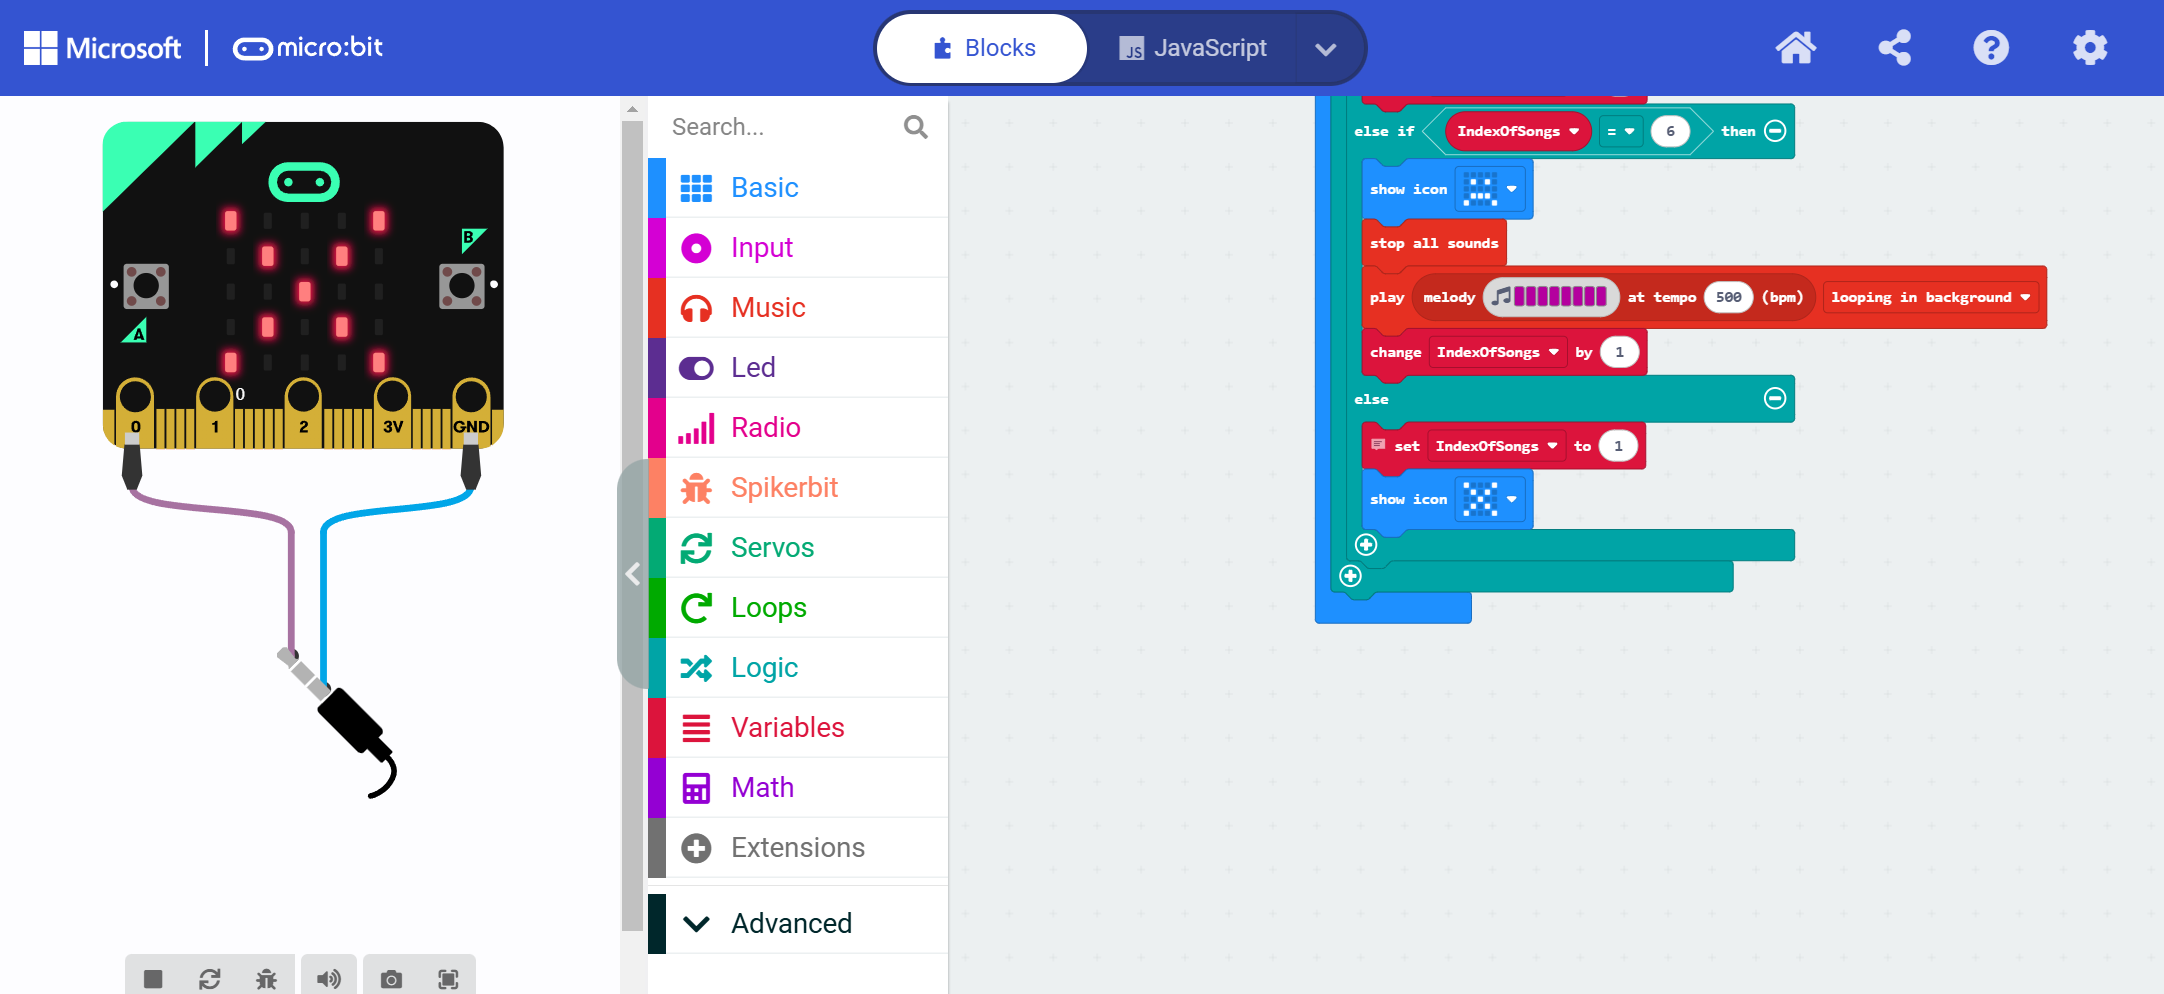 Microsoft micro:bit Blocks JS JavaScript
Search...
Basic
Input
Music
Led
Radio
Spikerbit
Servos
Loops
Logic
Variables
Math
Extensions
Advanced
B
A
0
0 1 2 3V GND
else if IndexOfSongs = 6 then
show icon
stop all sounds
play melody at tempo 500 (bpm) looping in background
change IndexOfSongs by 1
else
set IndexOfSongs to 1
show icon